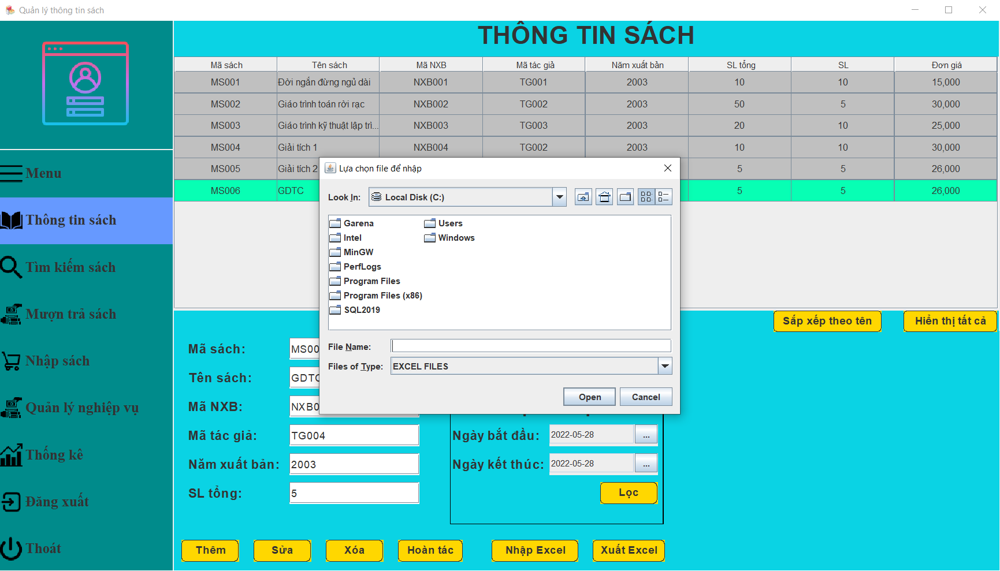 Quản lý thông tin sách
THÔNG TIN SÁCH
Mã sách Tên sách Mã NXB Mã tác giả Năm xuất bản SL tổng SL Đơn giá
MS001 Đời ngắn đừng ngủ dài NXB001 TG001 2003 10 10 15,000
MS002 Giáo trình toán rời rạc NXB002 TG002 2003 50 5 30,000
MS003 Giáo trình kỹ thuật lập trì... NXB003 TG003 2003 20 10 25,000
MS004 Giải tích 1 NXB004 TG002 2003 10 10 30,000
MS005 Giải tích 2 5 5 26,000
MS006 GDTC 5 5 26,000
Menu
Thông tin sách
Tìm kiếm sách
Mượn trả sách
Nhập sách
Quản lý nghiệp vụ
Thống kê
Đăng xuất
Thoát
Lựa chọn file để nhập
Look In: Local Disk (C:)
Garena Users
Intel Windows
MinGW
PerfLogs
Program Files
Program Files (x86)
SQL2019
File Name:
Files of Type: EXCEL FILES
Open Cancel
Sắp xếp theo tên Hiển thị tất cả
Mã sách: MS00
Tên sách: GDTC
Mã NXB: NXB0
Mã tác giả: TG004
Năm xuất bản: 2003
SL tổng: 5
Ngày bắt đầu: 2022-05-28 ...
Ngày kết thúc: 2022-05-28 ...
Lọc
Thêm Sửa Xóa Hoàn tác Nhập Excel Xuất Excel